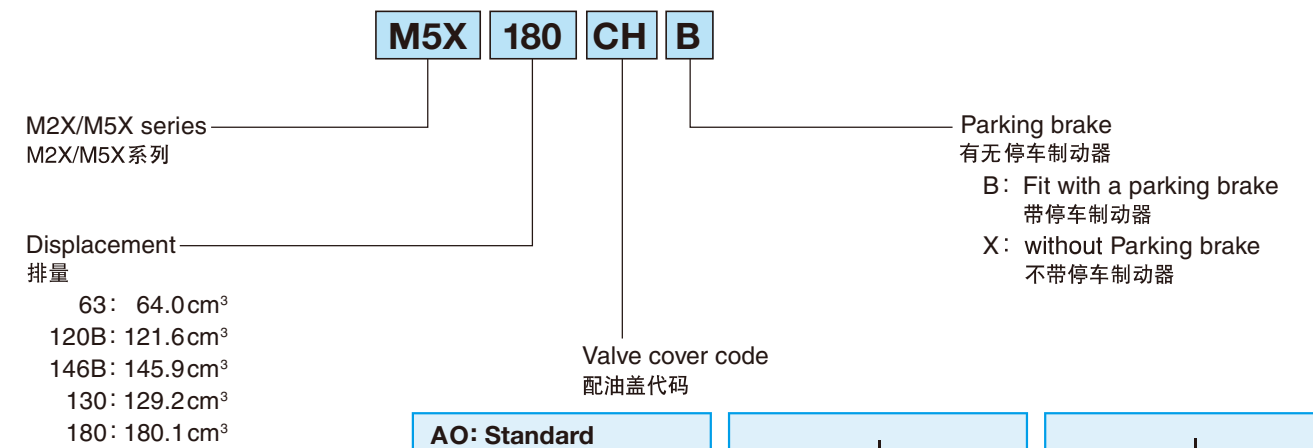 M5X 180 CH B
M2X/M5X series
M2X/M5X系列
Parking brake
有无停车制动器
B: Fit with a parking brake
带停车制动器
X: without Parking brake
不带停车制动器
Displacement
排量
63: 64.0cm³
120B: 121.6cm³
146B: 145.9cm³
130: 129.2cm³
180: 180.1cm³
Valve cover code
配油盖代码
AO: Standard